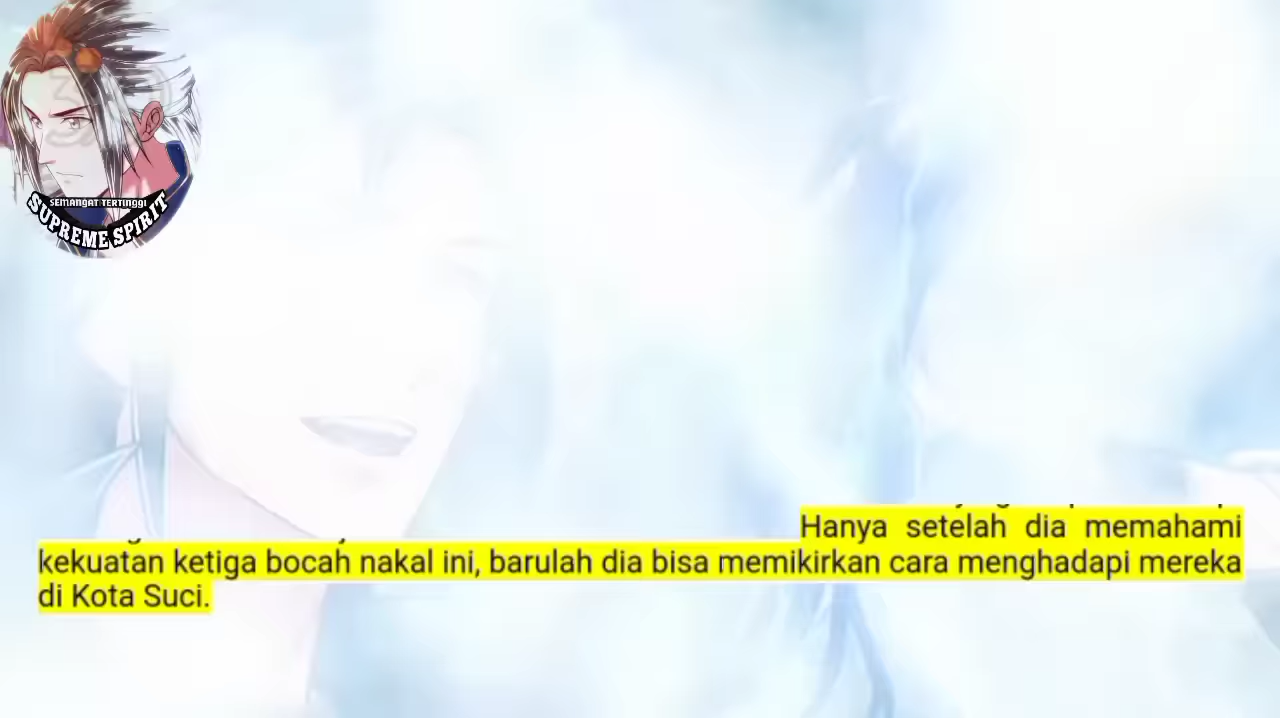 SEMANGAT TERTINGGI
SUPREME SPIRIT
Hanya setelah dia memahami
kekuatan ketiga bocah nakal ini, barulah dia bisa memikirkan cara menghadapi mereka
di Kota Suci.